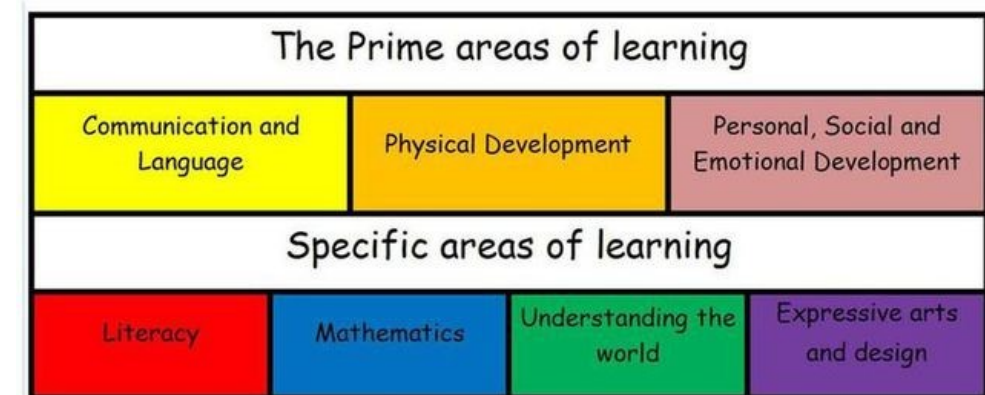 The Prime areas of learning
Communication and
Language
Physical Development
Personal, Social and
Emotional Development
Specific areas of learning
Literacy
Mathematics
Understanding the
world
Expressive arts
and design